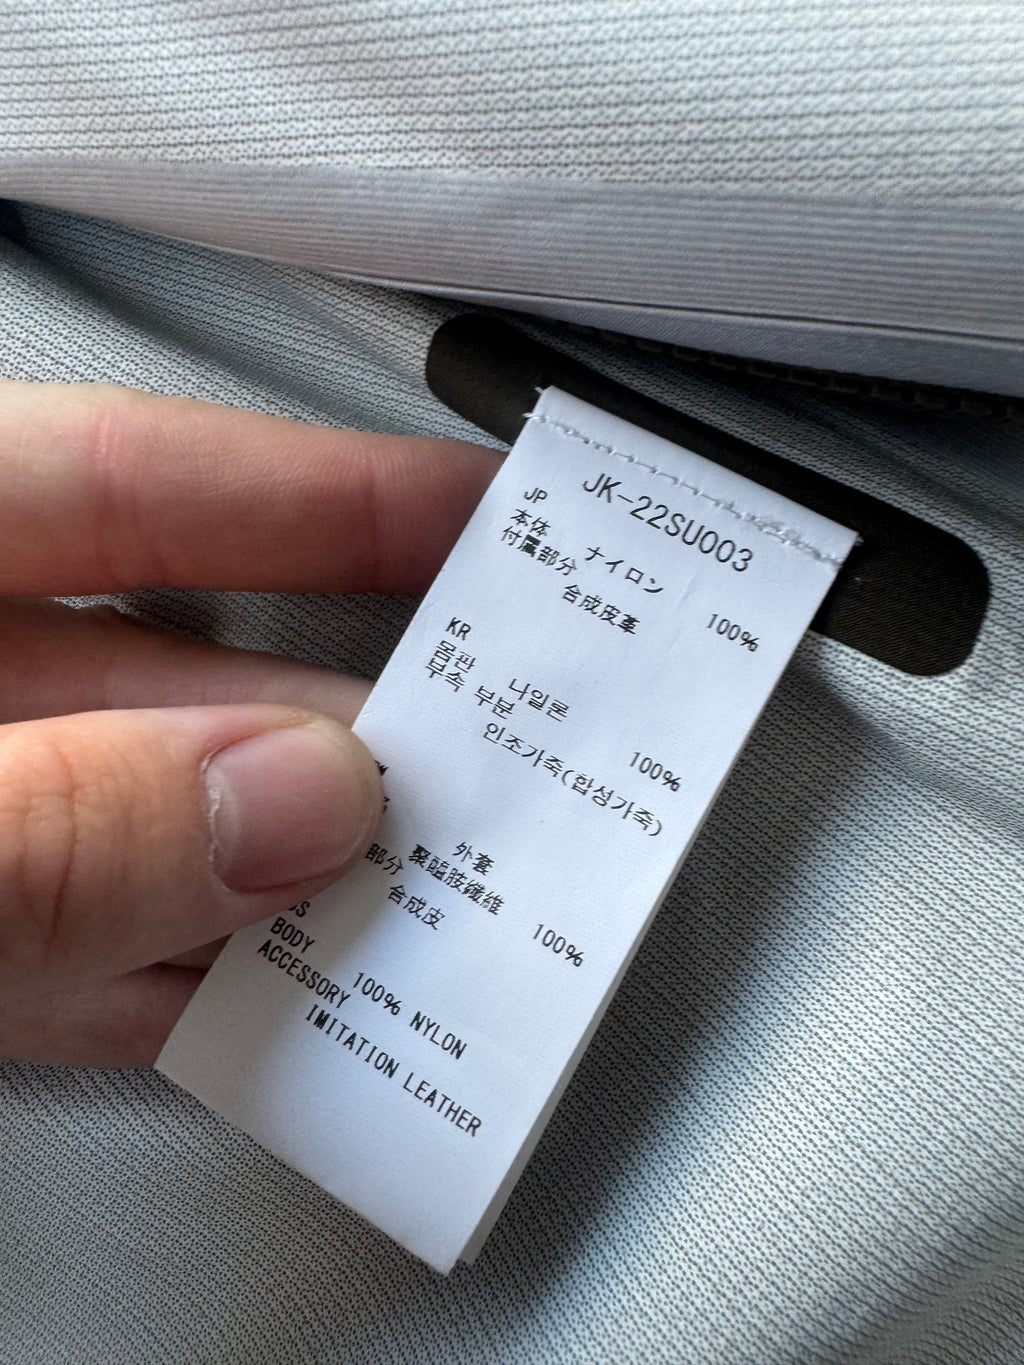 JK-22SU003
JP
本体 ナイロン 100%
付属部分
合成皮革
KR
몸판 나일론 100%
부속 부분
인조가죽(합성가죽)
外套
聚醯胺纖維 100%
部分
合成皮
BODY
100% NYLON
ACCESSORY
IMITATION LEATHER